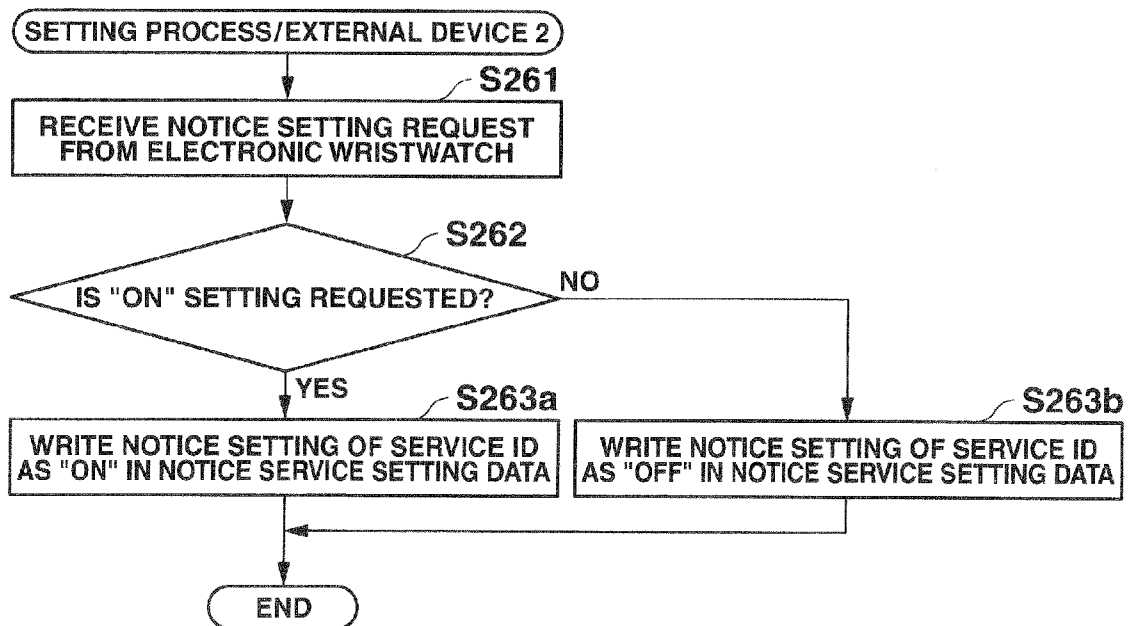 SETTING PROCESS/EXTERNAL DEVICE 2
S261
RECEIVE NOTICE SETTING REQUEST
FROM ELECTRONIC WRISTWATCH
S262
IS "ON" SETTING REQUESTED?
NO
YES
S263a
WRITE NOTICE SETTING OF SERVICE ID
AS "ON" IN NOTICE SERVICE SETTING DATA
S263b
WRITE NOTICE SETTING OF SERVICE ID
AS "OFF" IN NOTICE SERVICE SETTING DATA
END